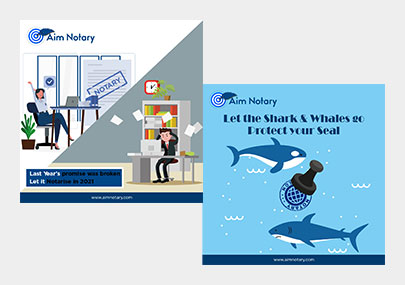 Aim Notary
NOTARY
Last Year's promise was broken
Let it Notarise in 2021
www.aimnotary.com
Aim Notary
Let the Shark & Whales go
Protect your Seal
www.aimnotary.com